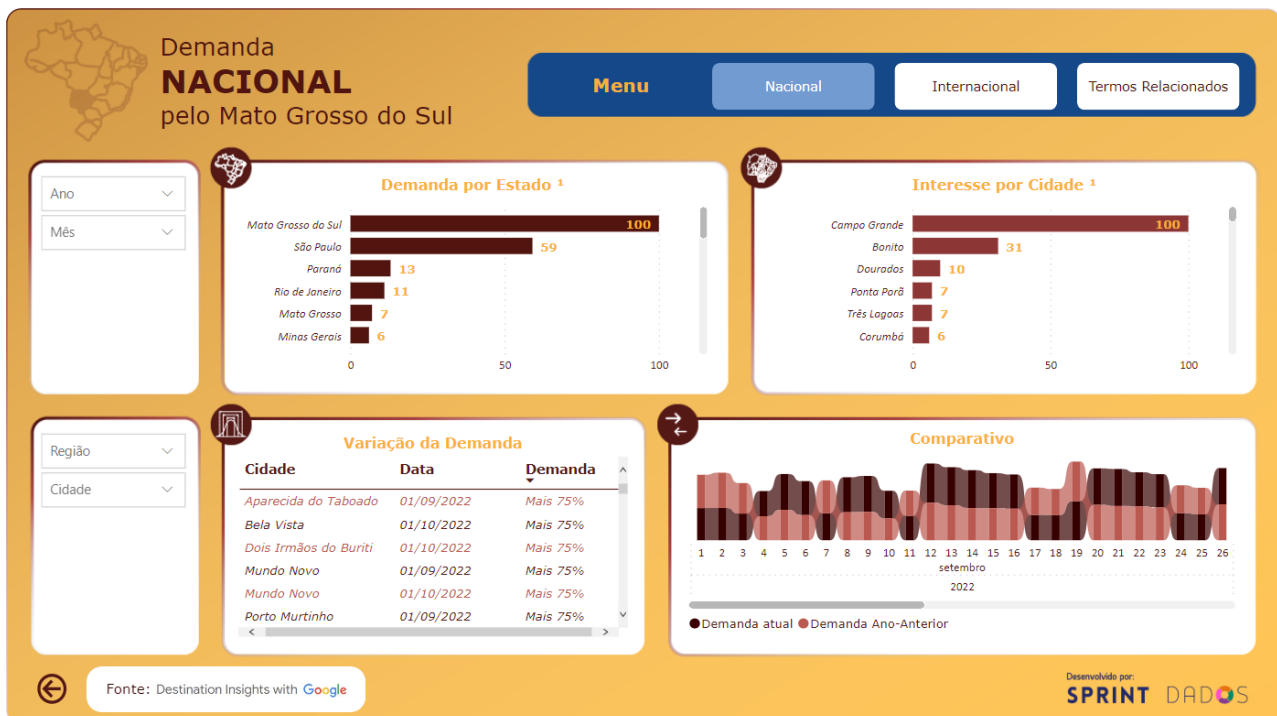 Demanda
NACIONAL
pelo Mato Grosso do Sul
Menu
Nacional
Internacional
Termos Relacionados
Ano
Mês
Demanda por Estado ¹
Mato Grosso do Sul 100
São Paulo 59
Paraná 13
Rio de Janeiro 11
Mato Grosso 7
Minas Gerais 6
0 50 100
Interesse por Cidade ¹
Campo Grande 100
Bonito 31
Dourados 10
Ponta Porã 7
Três Lagoas 7
Corumbá 6
0 50 100
Região
Cidade
Variação da Demanda
Cidade Data Demanda
Aparecida do Taboado 01/09/2022 Mais 75%
Bela Vista 01/10/2022 Mais 75%
Dois Irmãos do Buriti 01/10/2022 Mais 75%
Mundo Novo 01/09/2022 Mais 75%
Mundo Novo 01/10/2022 Mais 75%
Porto Murtinho 01/09/2022 Mais 75%
Comparativo
1 2 3 4 5 6 7 8 9 10 11 12 13 14 15 16 17 18 19 20 21 22 23 24 25 26
setembro
2022
Demanda atual Demanda Ano-Anterior
Fonte: Destination Insights with Google
Desenvolvido por:
SPRINT DADOS